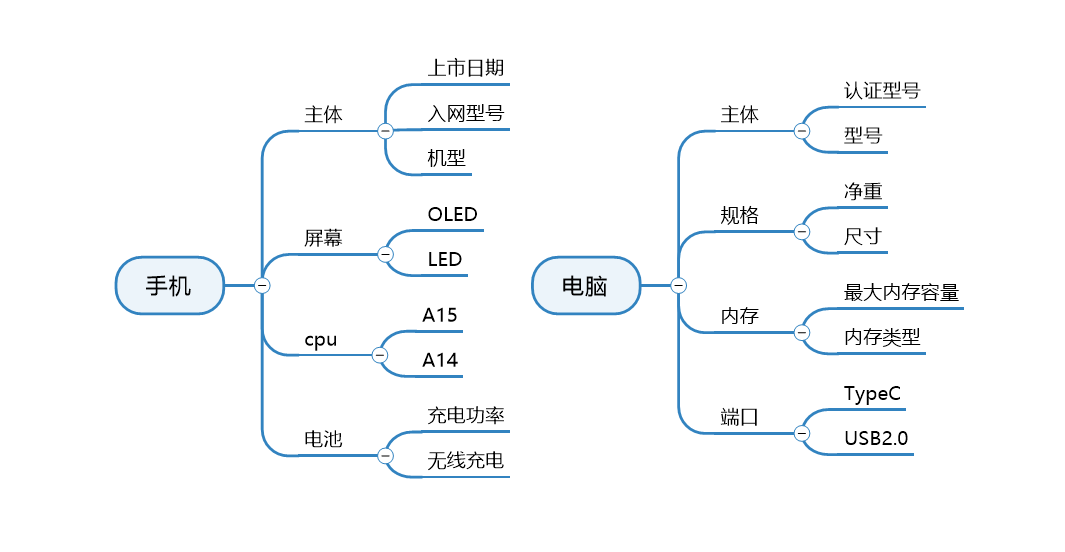 手机
主体
上市日期
入网型号
机型
屏幕
OLED
LED
cpu
A15
A14
电池
充电功率
无线充电
电脑
主体
认证型号
型号
规格
净重
尺寸
内存
最大内存容量
内存类型
端口
TypeC
USB2.0